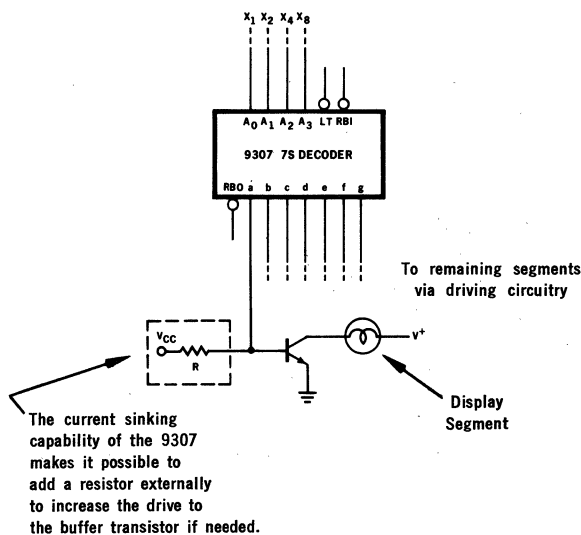 X1 X2 X4 X8
A0 A1 A2 A3 LT RBI
9307 7S DECODER
RBO a b c d e f g
To remaining segments
via driving circuitry
VCC
R
V+
Display
Segment
The current sinking
capability of the 9307
makes it possible to
add a resistor externally
to increase the drive to
the buffer transistor if needed.